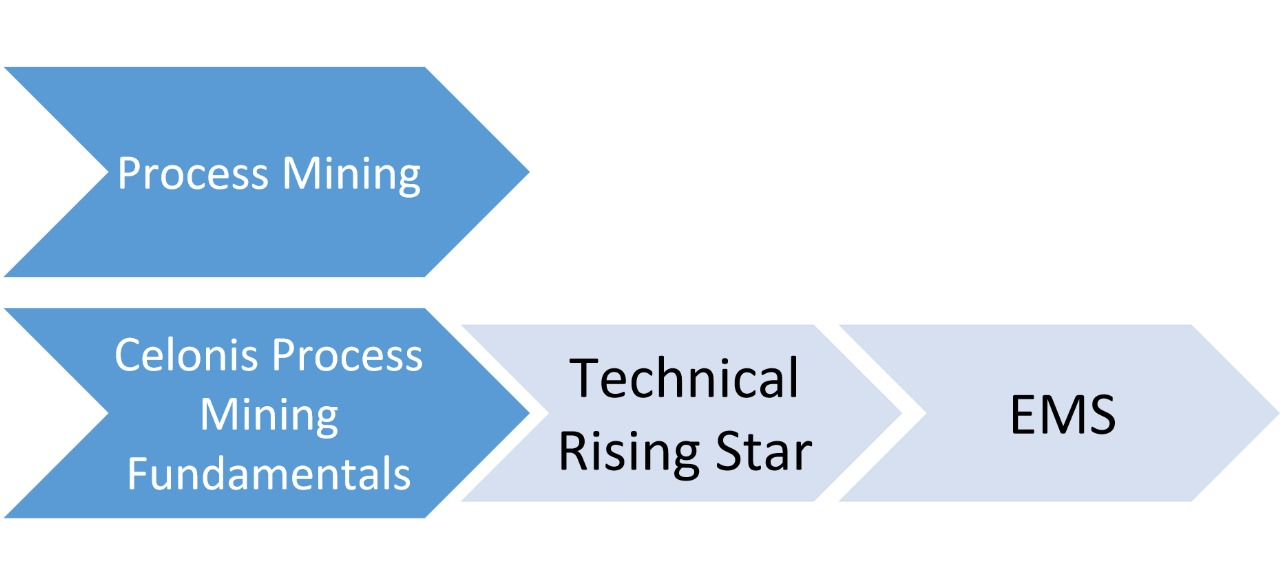 Process Mining
Celonis Process
Mining
Fundamentals
Technical
Rising Star
EMS